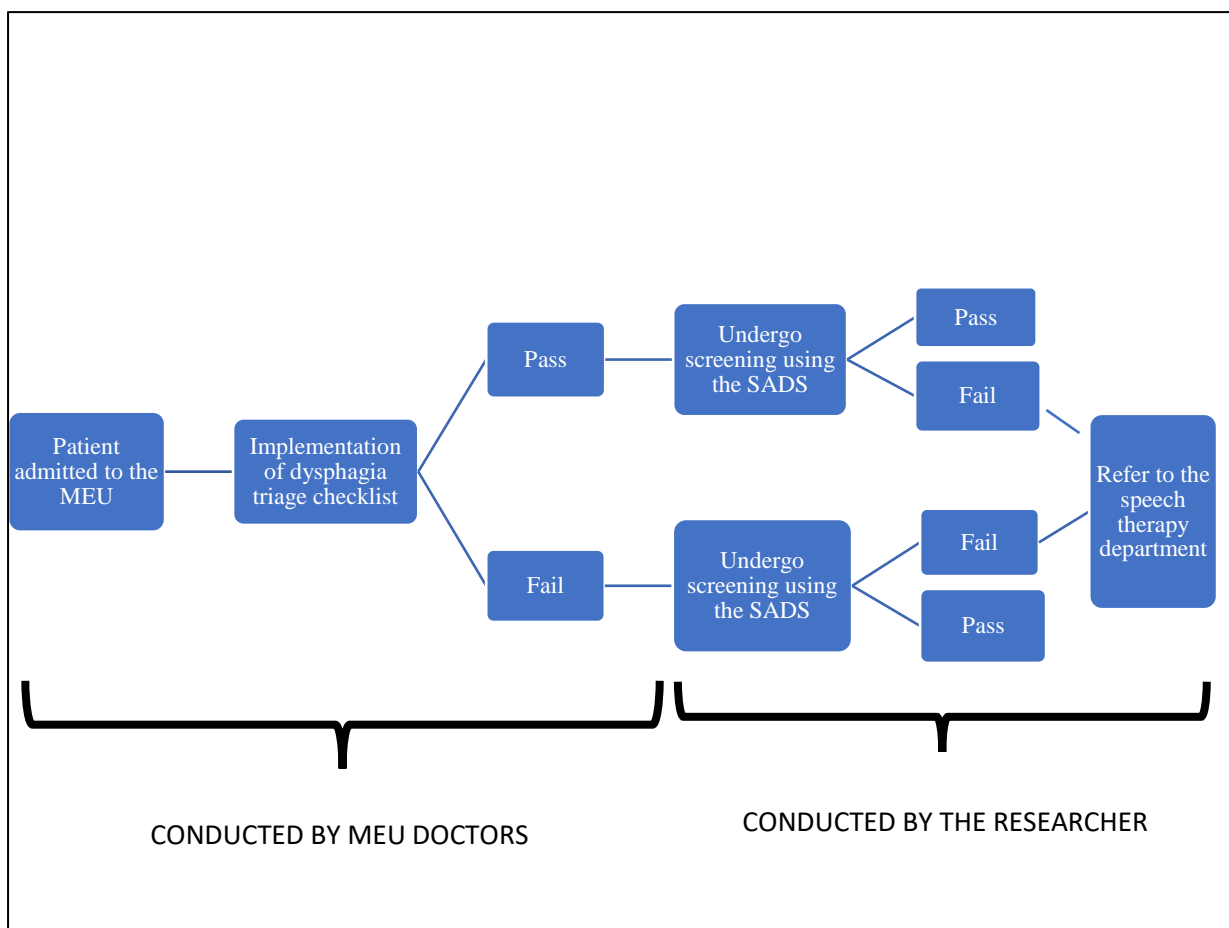 Patient
admitted to the
MEU
Implementation
of dysphagia
triage checklist
Pass
Undergo
screening using
the SADS
Pass
Fail
Fail
Undergo
screening using
the SADS
Fail
Pass
Refer to the
speech
therapy
department
CONDUCTED BY MEU DOCTORS
CONDUCTED BY THE RESEARCHER